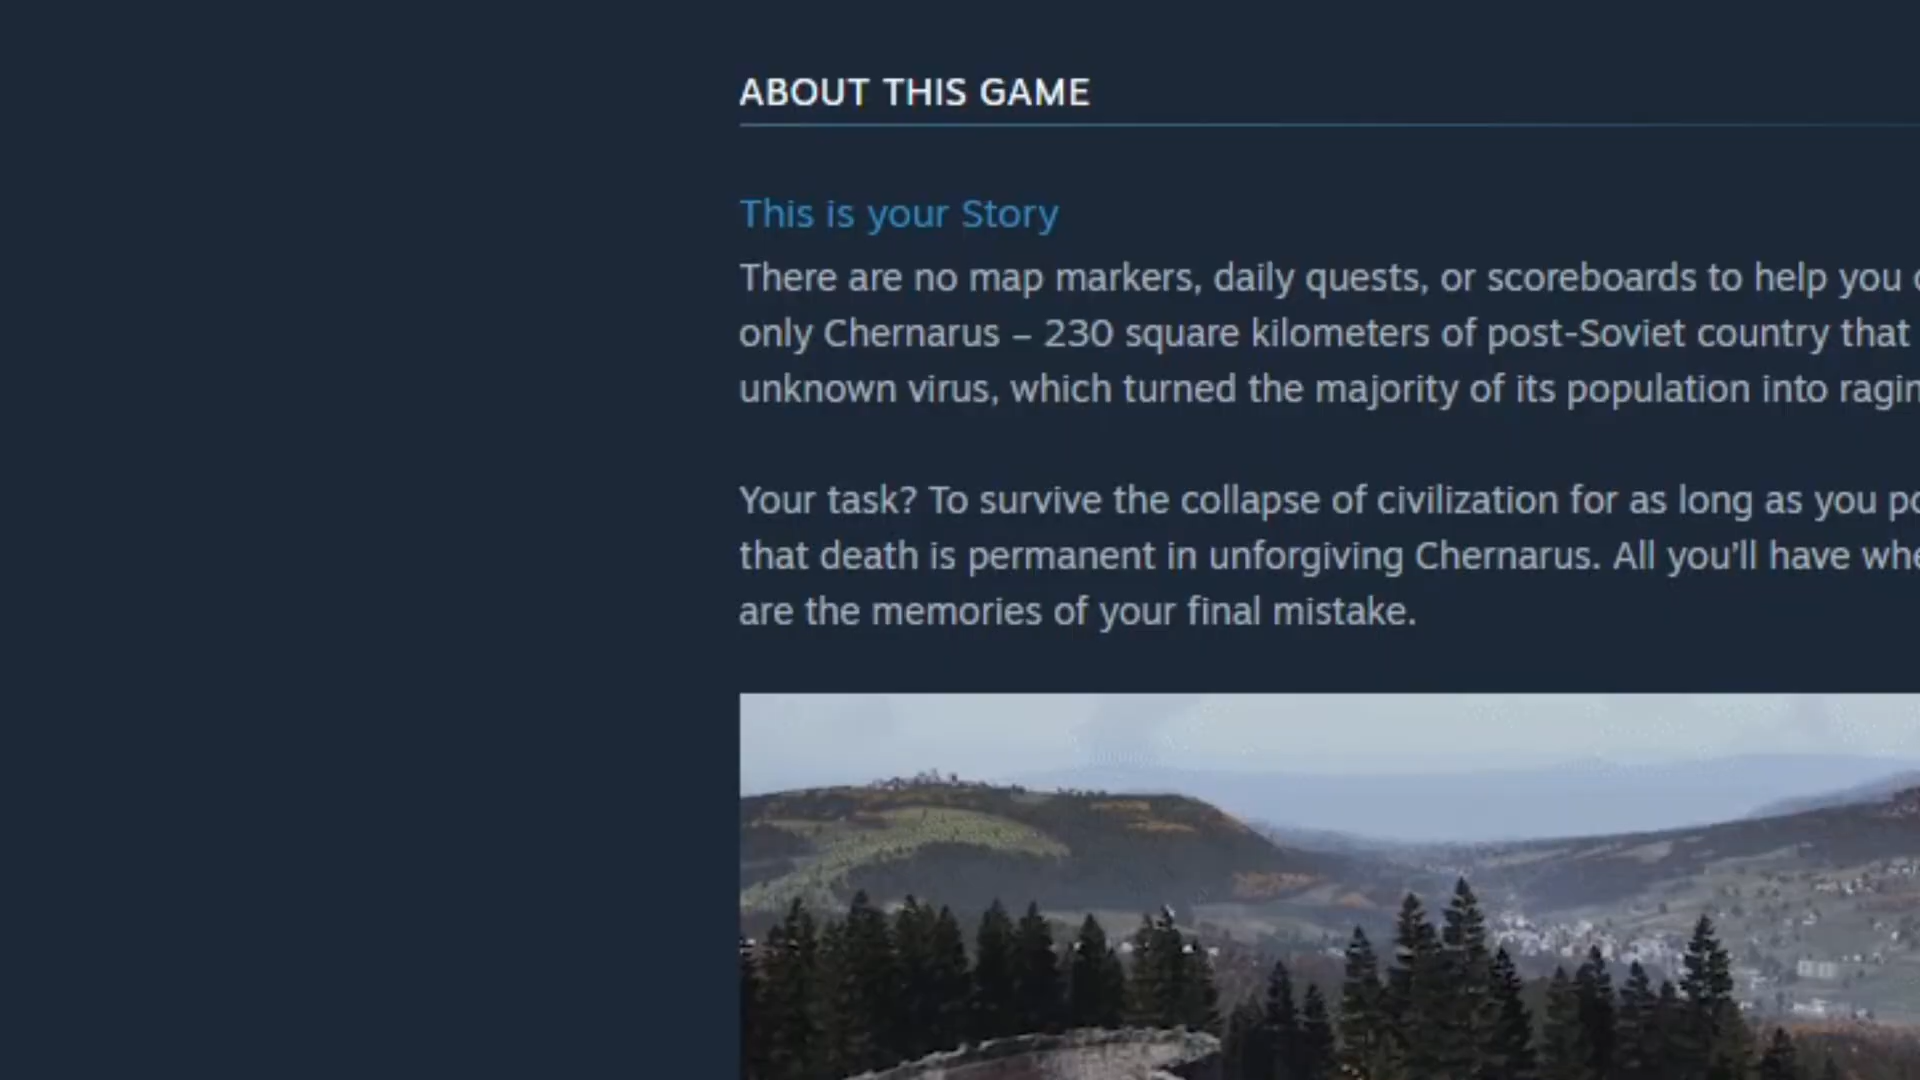 ABOUT THIS GAME
This is your Story
There are no map markers, daily quests, or scoreboards to help you
only Chernarus – 230 square kilometers of post-Soviet country that
unknown virus, which turned the majority of its population into
Your task? To survive the collapse of civilization for as long as you
that death is permanent in unforgiving Chernarus. All you’ll have
are the memories of your final mistake.